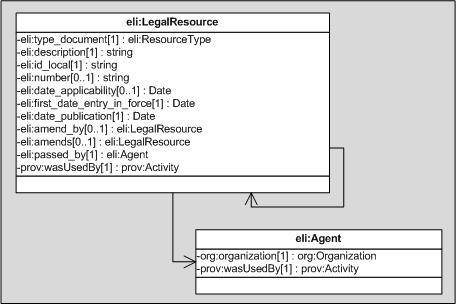 eli:LegalResource
-eli:type_document[1] : eli:ResourceType
-eli:description[1] : string
-eli:id_local[1] : string
-eli:number[0..1] : string
-eli:date_applicability[0..1] : Date
-eli:first_date_entry_in_force[1] : Date
-eli:date_publication[1] : Date
-eli:amend_by[0..1] : eli:LegalResource
-eli:amends[0..1] : eli:LegalResource
-eli:passed_by[1] : eli:Agent
-prov:wasUsedBy[1] : prov:Activity
eli:Agent
-org:organization[1] : org:Organization
-prov:wasUsedBy[1] : prov:Activity